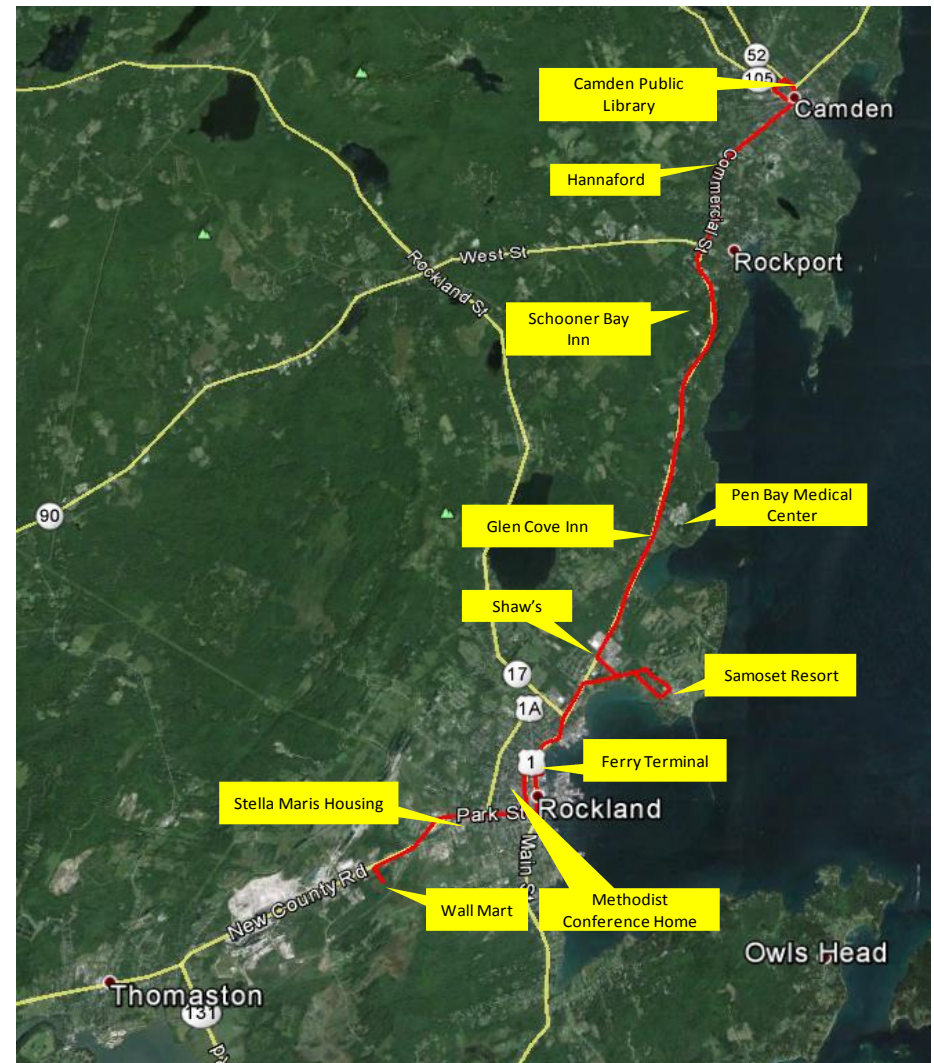 52
105
Camden Public
Library
Camden
Hannaford
Commercial St
West St
Rockport
Rockland St
Schooner Bay
Inn
90
Pen Bay Medical
Center
Glen Cove Inn
Shaw's
17
Samoset Resort
1A
1
Ferry Terminal
Stella Maris Housing
Park St
Rockland
Main St
New County Rd
Wall Mart
Methodist
Conference Home
Owls Head
Thomaston
131